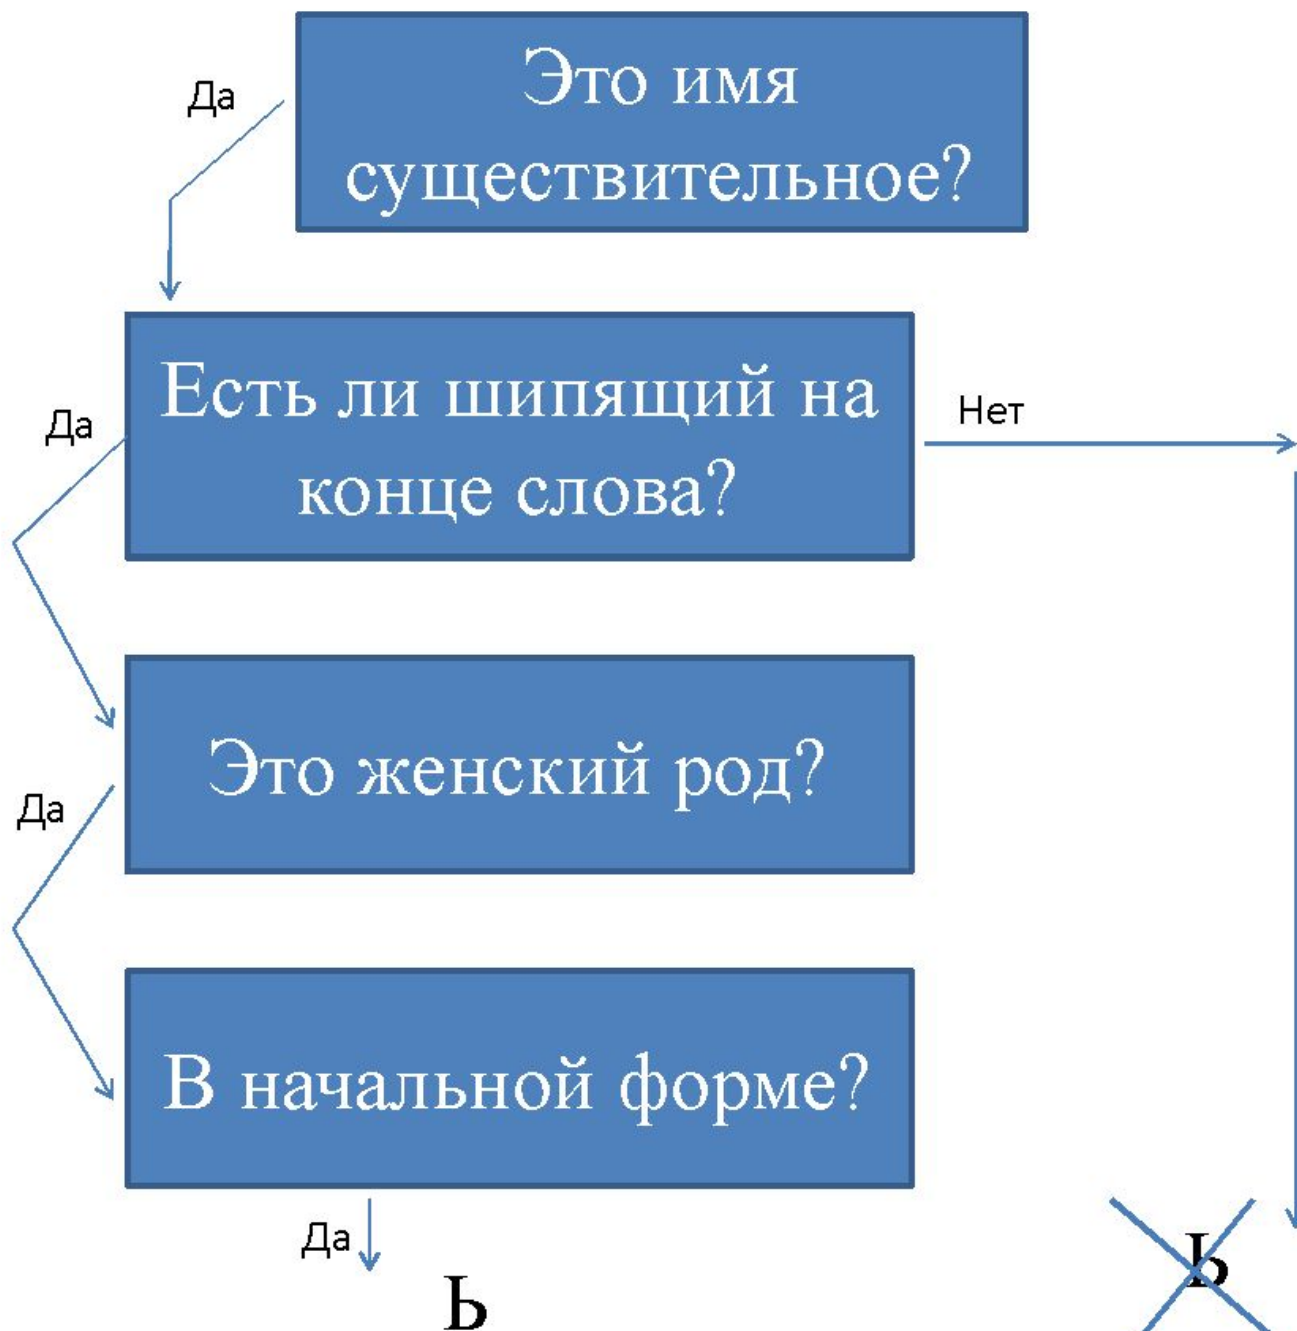 Да
Это имя
существительное?
Да
Есть ли шипящий на
конце слова?
Нет
Да
Это женский род?
В начальной форме?
Да
Ь
Ь